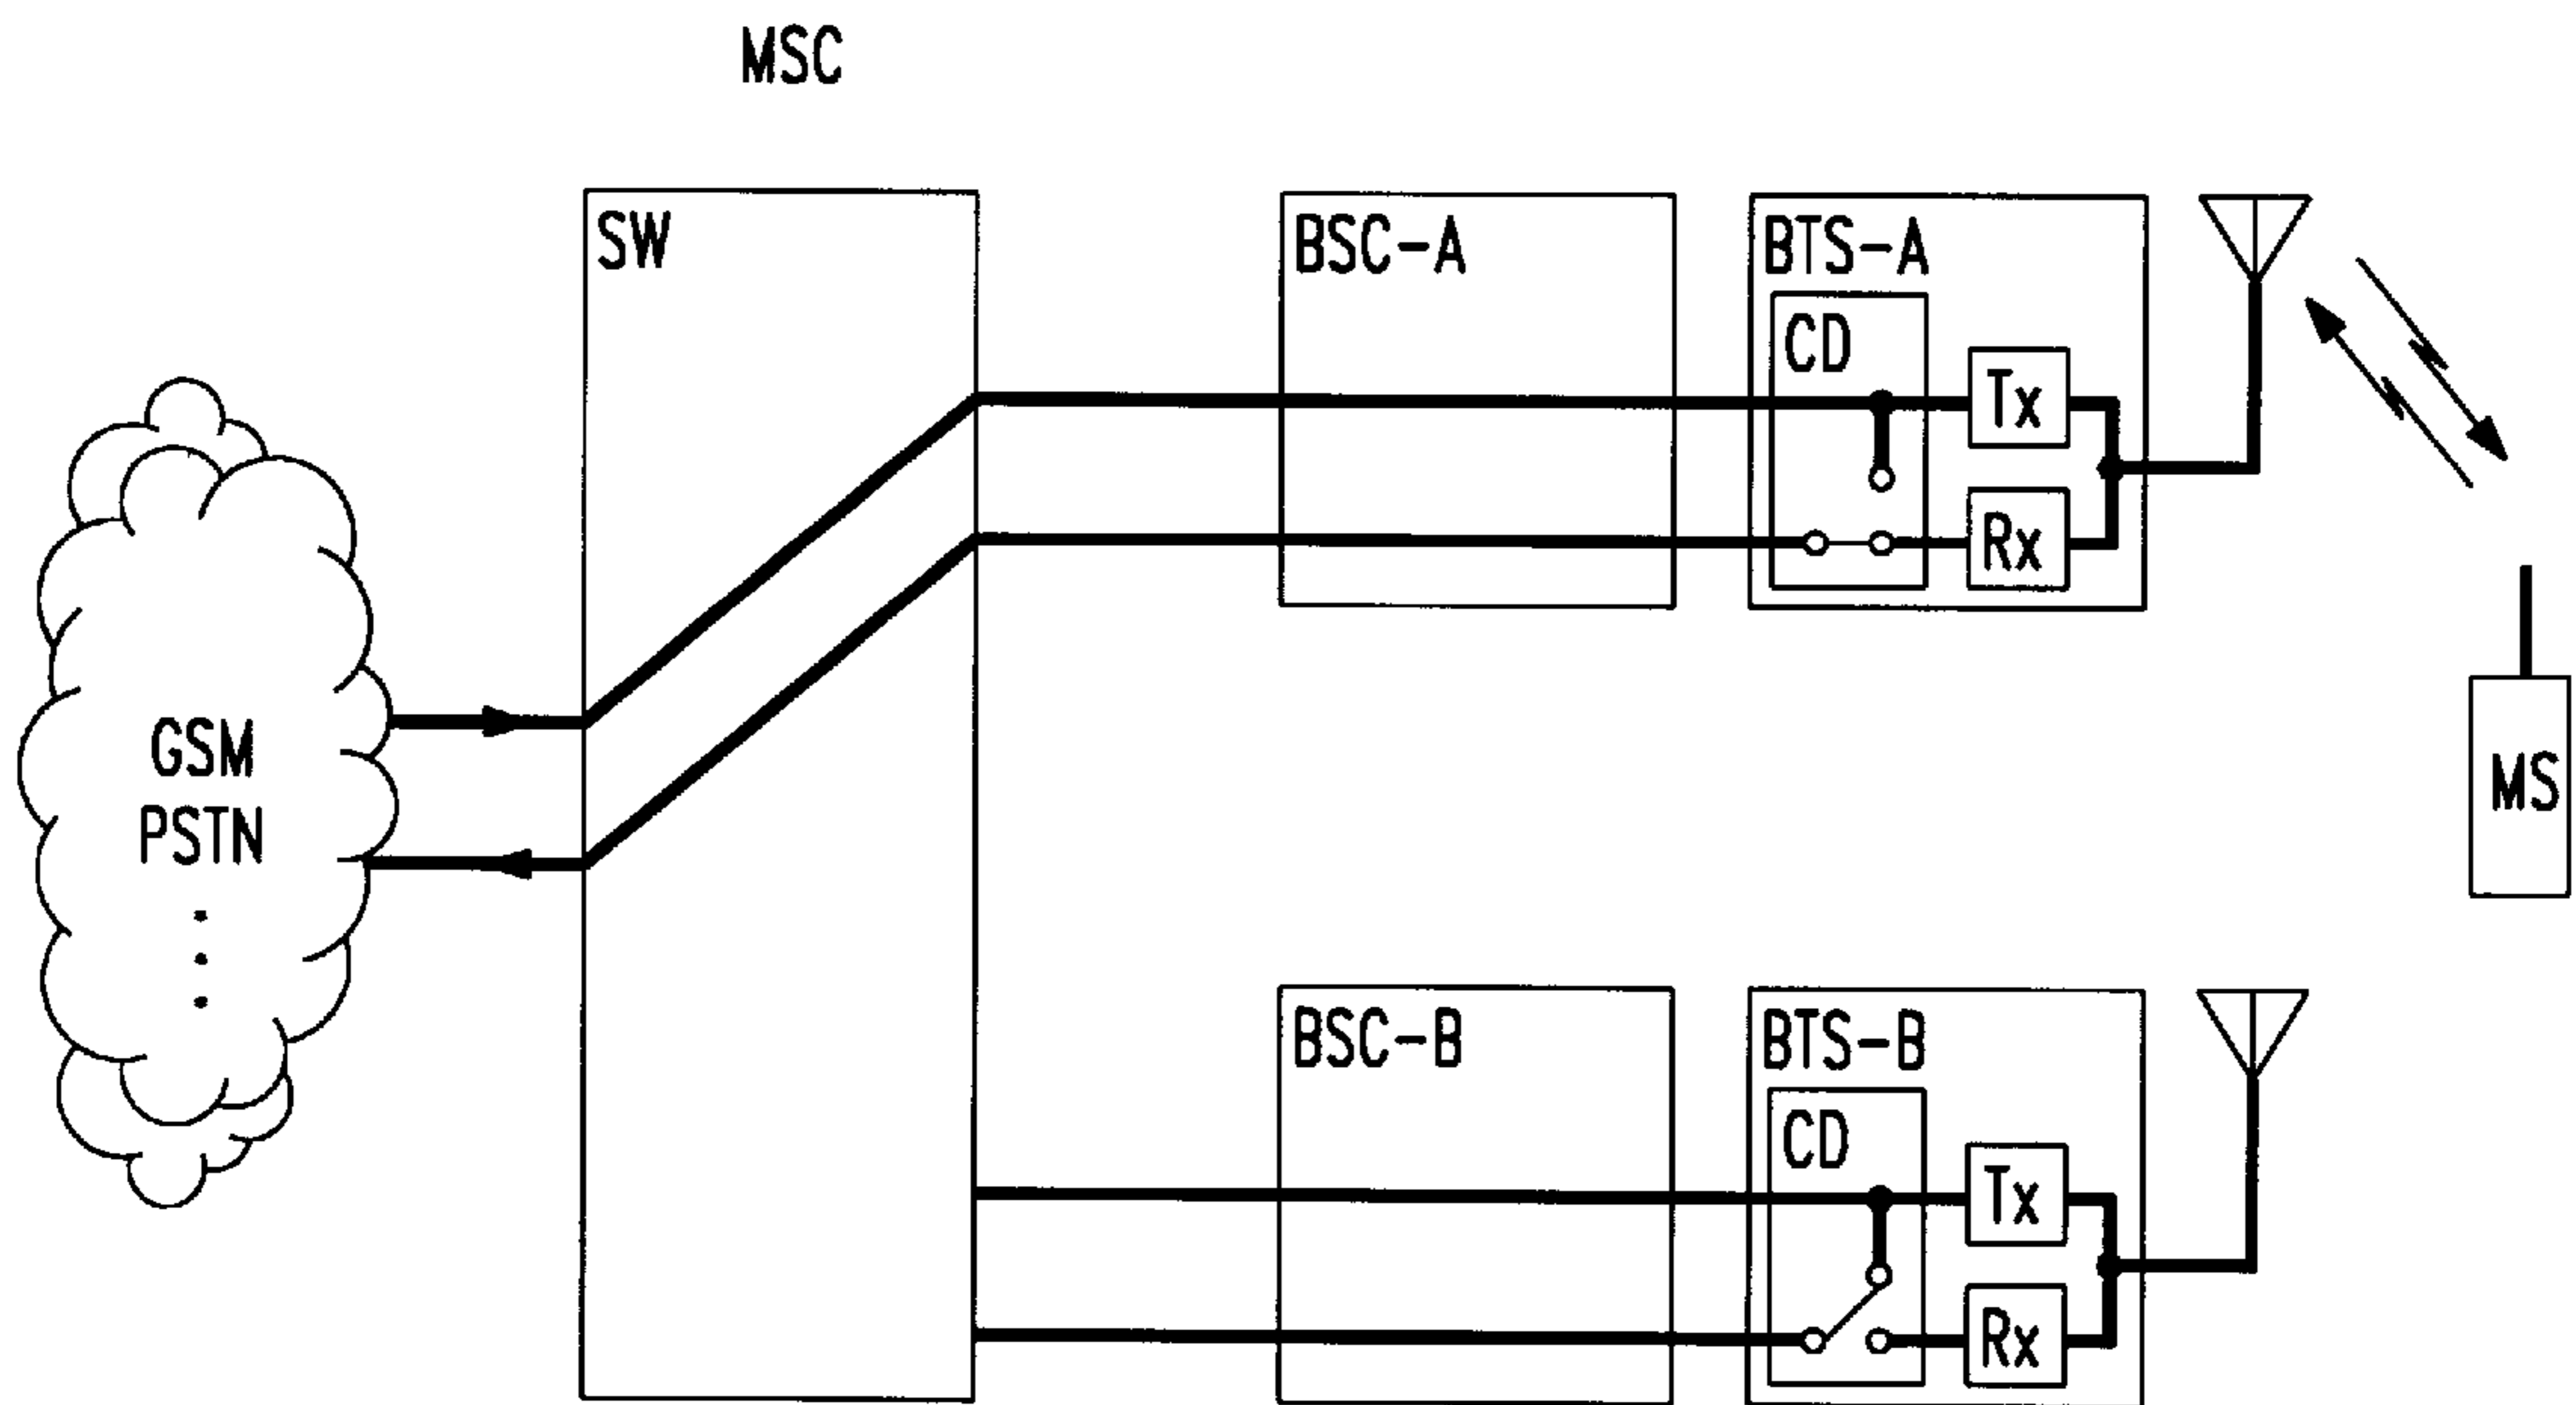 MSC
SW
BSC-A
BTS-A
CD
Tx
Rx
GSM
PSTN
MS
BSC-B
BTS-B
CD
Tx
Rx